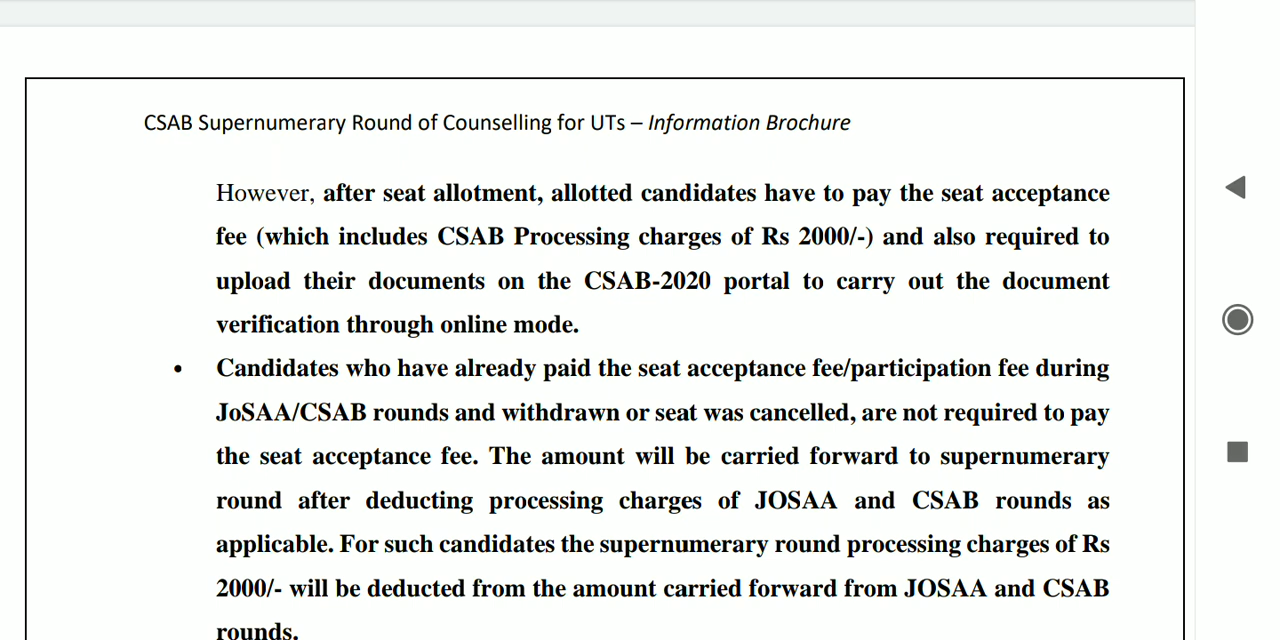 CSAB Supernumerary Round of Counselling for UTs – Information Brochure
However, after seat allotment, allotted candidates have to pay the seat acceptance
fee (which includes CSAB Processing charges of Rs 2000/-) and also required to
upload their documents on the CSAB-2020 portal to carry out the document
verification through online mode.
• Candidates who have already paid the seat acceptance fee/participation fee during
JoSAA/CSAB rounds and withdrawn or seat was cancelled, are not required to pay
the seat acceptance fee. The amount will be carried forward to supernumerary
round after deducting processing charges of JOSAA and CSAB rounds as
applicable. For such candidates the supernumerary round processing charges of Rs
2000/- will be deducted from the amount carried forward from JOSAA and CSAB
rounds.